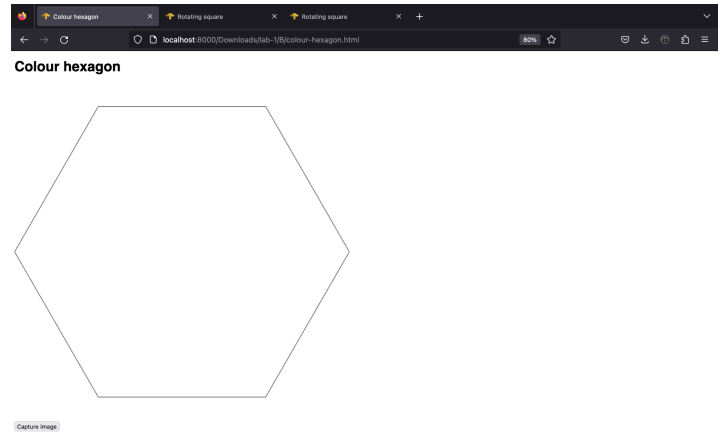 Colour hexagon
Rotating square
Rotating square
localhost:8000/Downloads/lab-1/B/colour-hexagon.html
80%
Colour hexagon
Capture image